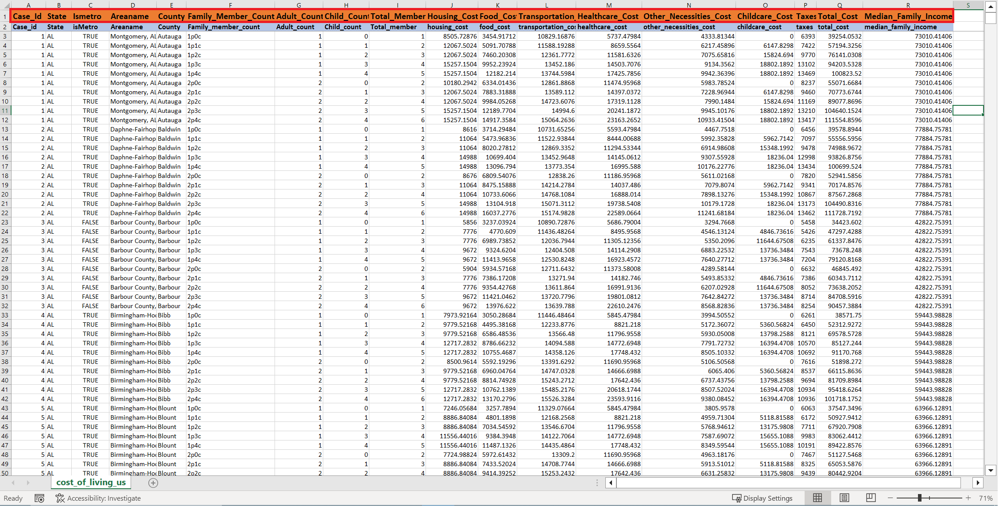 A B C D E F G H I J K L M N O P Q R S
1 Case_Id State Ismetro Areaname County Family_Member_Count Adult_Count Child_Count Total_Member Housing_Cost Food_Cos Transportation_ Healthcare_Cost Other_Necessities_Cost Childcare_Cost Taxes Total_Cost Median_Family_Income
2 Case_id State isMetro Areaname County Family_member_count Adult_count Child_count Total_member housing_cost food_cost transportation_cos healthcare_cost other_necessities_cost childcare_cost taxes total_cost median_family_income
3 1 AL TRUE Montgomery, AL Autauga 1p0c 1 0 1 8505.72876 3454.91712 10829.16876 5737.47984 4333.81344 0 6393 39254.0532 73010.41406
4 1 AL TRUE Montgomery, AL Autauga 1p1c 1 1 2 12067.5024 5091.70788 11588.19288 8659.5564 6217.45896 6147.8298 7422 57194.3256 73010.41406
5 1 AL TRUE Montgomery, AL Autauga 1p2c 1 2 3 12067.5024 7460.20308 12361.7772 11581.6326 7075.65816 15824.694 9770 76141.0308 73010.41406
6 1 AL TRUE Montgomery, AL Autauga 1p3c 1 3 4 15257.1504 9952.23924 13452.186 14503.7076 9134.3562 18802.1892 13102 94203.5328 73010.41406
7 1 AL TRUE Montgomery, AL Autauga 1p4c 1 4 5 15257.1504 12182.214 13744.5984 17425.7856 9942.36396 18802.1892 13469 100823.52 73010.41406
8 1 AL TRUE Montgomery, AL Autauga 2p0c 2 0 2 10180.2942 6334.01436 12861.8868 11474.95968 5983.78524 0 8237 55071.6684 73010.41406
9 1 AL TRUE Montgomery, AL Autauga 2p1c 2 1 3 12067.5024 7883.31888 13589.112 14397.0372 7228.96944 6147.8298 9460 70773.6744 73010.41406
10 1 AL TRUE Montgomery, AL Autauga 2p2c 2 2 4 12067.5024 9984.05268 14723.6076 17319.1128 7990.1484 15824.694 11169 89077.8696 73010.41406
11 1 AL TRUE Montgomery, AL Autauga 2p3c 2 3 5 15257.1504 12189.7704 14994.6 20241.1872 9945.10176 18802.1892 13210 104640.1524 73010.41406
12 1 AL TRUE Montgomery, AL Autauga 2p4c 2 4 6 15257.1504 14917.3584 15064.2636 23163.2652 10933.41504 18802.1892 13417 111554.8596 73010.41406
13 2 AL TRUE Daphne-Fairhop Baldwin 1p0c 1 0 1 8616 3714.29484 10731.65256 5593.47984 4467.7518 0 6456 39578.8944 77884.75781
14 2 AL TRUE Daphne-Fairhop Baldwin 1p1c 1 1 2 11064 5473.96836 11522.93844 8444.00688 5992.35828 5962.7142 7097 55556.5956 77884.75781
15 2 AL TRUE Daphne-Fairhop Baldwin 1p2c 1 2 3 11064 8020.27812 12869.3352 11294.53344 6914.98608 15348.1992 9478 74988.9672 77884.75781
16 2 AL TRUE Daphne-Fairhop Baldwin 1p3c 1 3 4 14988 10699.404 13452.9648 14145.0612 9307.55928 18236.04 12998 93826.8756 77884.75781
17 2 AL TRUE Daphne-Fairhop Baldwin 1p4c 1 4 5 14988 13096.794 13773.354 16995.588 10176.22776 18236.04 13434 100699.524 77884.75781
18 2 AL TRUE Daphne-Fairhop Baldwin 2p0c 2 0 2 8676 6809.54076 12838.26 11186.95968 5611.02168 0 7820 52941.5856 77884.75781
19 2 AL TRUE Daphne-Fairhop Baldwin 2p1c 2 1 3 11064 8475.15888 14214.2784 14037.486 7079.8074 5962.7142 9341 70174.8576 77884.75781
20 2 AL TRUE Daphne-Fairhop Baldwin 2p2c 2 2 4 11064 10733.6066 14768.1084 16888.014 7898.13276 15348.1992 10867 87567.2868 77884.75781
21 2 AL TRUE Daphne-Fairhop Baldwin 2p3c 2 3 5 14988 13104.918 15071.3112 19738.5408 10179.1728 18236.04 13173 104490.8316 77884.75781
22 2 AL TRUE Daphne-Fairhop Baldwin 2p4c 2 4 6 14988 16037.2776 15174.9828 22589.0664 11241.68184 18236.04 13462 111728.7192 77884.75781
23 3 AL FALSE Barbour County, Barbour 1p0c 1 0 1 5856 3237.03924 10890.72876 5686.79004 3294.7668 0 5458 34423.602 42822.75391
24 3 AL FALSE Barbour County, Barbour 1p1c 1 1 2 7776 4770.609 11436.48264 8495.9568 4546.13124 4846.73616 5426 47297.4288 42822.75391
25 3 AL FALSE Barbour County, Barbour 1p2c 1 2 3 7776 6989.73852 12036.7944 11305.12356 5350.2096 11644.67508 6235 61337.8476 42822.75391
26 3 AL FALSE Barbour County, Barbour 1p3c 1 3 4 9672 9324.6204 12404.508 14114.2908 6883.22532 13736.3484 7543 73678.248 42822.75391
27 3 AL FALSE Barbour County, Barbour 1p4c 1 4 5 9672 11413.9658 12530.8248 16923.4572 7640.27712 13736.3484 7204 79120.8168 42822.75391
28 3 AL FALSE Barbour County, Barbour 2p0c 2 0 2 5904 5934.57168 12711.6432 11373.58008 4289.58144 0 6632 46845.492 42822.75391
29 3 AL FALSE Barbour County, Barbour 2p1c 2 1 3 7776 7386.17208 13271.94 14182.746 5493.85332 4846.73616 7386 60343.7112 42822.75391
30 3 AL FALSE Barbour County, Barbour 2p2c 2 2 4 7776 9354.42768 13611.864 16991.9136 6207.02928 11644.67508 8052 73638.2052 42822.75391
31 3 AL FALSE Barbour County, Barbour 2p3c 2 3 5 9672 11421.0462 13720.7796 19801.0812 7642.84272 13736.3484 8714 84708.5916 42822.75391
32 3 AL FALSE Barbour County, Barbour 2p4c 2 4 6 9672 13976.622 13639.788 22610.2476 8568.82836 13736.3484 8254 90457.3884 42822.75391
33 4 AL TRUE Birmingham-Hoo Bibb 1p0c 1 0 1 7973.92164 3050.28684 11446.48464 5845.47984 3994.50552 0 6261 38571.75 59443.98828
34 4 AL TRUE Birmingham-Hoo Bibb 1p1c 1 1 2 9779.52168 4495.38168 12233.8776 8821.218 5172.36072 5360.56824 6450 52312.9272 59443.98828
35 4 AL TRUE Birmingham-Hoo Bibb 1p2c 1 2 3 9779.52168 6586.48536 13566.48 11796.9558 5930.05008 13798.2588 8121 69578.5728 59443.98828
36 4 AL TRUE Birmingham-Hoo Bibb 1p3c 1 3 4 12717.2832 8786.66232 14094.588 14772.6948 7791.72732 16394.4708 10570 85127.244 59443.98828
37 4 AL TRUE Birmingham-Hoo Bibb 1p4c 1 4 5 12717.2832 10755.4687 14358.126 17748.432 8505.10332 16394.4708 10692 91170.768 59443.98828
38 4 AL TRUE Birmingham-Hoo Bibb 2p0c 2 0 2 8500.9614 5592.19296 13391.6292 11690.95968 5106.50568 0 7616 51898.272 59443.98828
39 4 AL TRUE Birmingham-Hoo Bibb 2p1c 2 1 3 9779.52168 6960.04764 14747.0328 14666.6988 6065.406 5360.56824 8537 66115.8636 59443.98828
40 4 AL TRUE Birmingham-Hoo Bibb 2p2c 2 2 4 9779.52168 8814.74928 15243.2712 17642.436 6737.43756 13798.2588 9694 81709.8984 59443.98828
41 4 AL TRUE Birmingham-Hoo Bibb 2p3c 2 3 5 12717.2832 10762.1389 15485.2176 20618.1744 8507.52024 16394.4708 10934 95418.6264 59443.98828
42 4 AL TRUE Birmingham-Hoo Bibb 2p4c 2 4 6 12717.2832 13170.2796 15526.3284 23593.9116 9380.08452 16394.4708 10936 101718.1752 59443.98828
43 5 AL TRUE Birmingham-Hoo Blount 1p0c 1 0 1 7246.05684 3257.7894 11329.07664 5845.47984 3805.9578 0 6063 37547.3496 63966.12891
44 5 AL TRUE Birmingham-Hoo Blount 1p1c 1 1 2 8886.84084 4801.1898 12168.2568 8821.218 4959.71304 5118.81588 6172 50927.9412 63966.12891
45 5 AL TRUE Birmingham-Hoo Blount 1p2c 1 2 3 8886.84084 7034.54592 13546.6704 11796.9558 5768.94612 13175.9808 7711 67920.7908 63966.12891
46 5 AL TRUE Birmingham-Hoo Blount 1p3c 1 3 4 11556.44016 9384.3948 14122.7064 14772.6948 7587.69072 15655.1088 9983 83062.4412 63966.12891
47 5 AL TRUE Birmingham-Hoo Blount 1p4c 1 4 5 11556.44016 11487.1326 14435.4864 17748.432 8349.59544 15655.1088 10191 89422.8576 63966.12891
48 5 AL TRUE Birmingham-Hoo Blount 2p0c 2 0 2 7724.98824 5972.61432 13309.2 11690.95968 4963.18176 0 7467 51127.5468 63966.12891
49 5 AL TRUE Birmingham-Hoo Blount 2p1c 2 1 3 8886.84084 7433.52024 14708.7744 14666.6988 5913.51012 5118.81588 8325 65053.5876 63966.12891
50 5 AL TRUE Birmingham-Hoo Blount 2p2c 2 2 4 8886.84084 9414.39252 15253.2432 17642.436 6631.25832 13175.9808 9439 80442.9204 63966.12891
cost_of_living_us
Ready Accessibility: Investigate Display Settings 71%